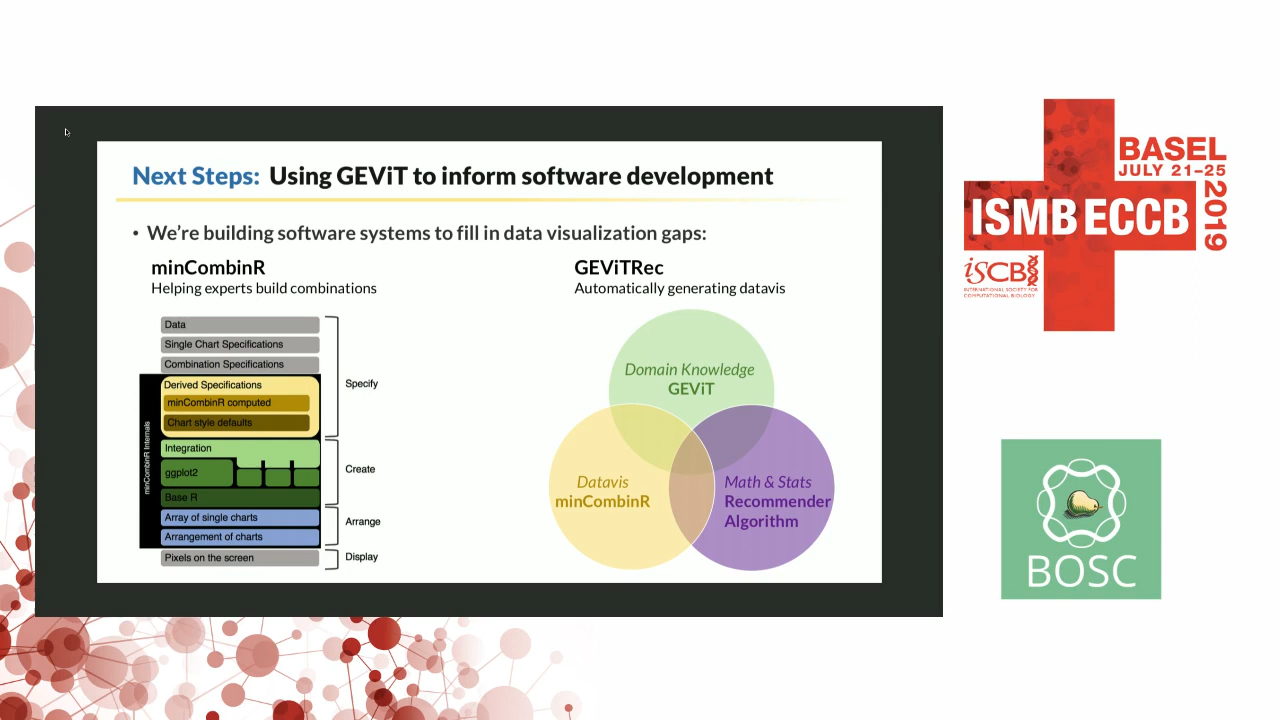 Next Steps: Using GEViT to inform software development
• We're building software systems to fill in data visualization gaps:
minCombinR
Helping experts build combinations
Data
Single Chart Specifications
Combination Specifications
Derived Specifications
minCombinR computed
Chart style defaults
Integration
ggplot2
Base R
Array of single charts
Arrangement of charts
Pixels on the screen
minCombinR Internals
Specify
Create
Arrange
Display
GEViTRec
Automatically generating datavis
Domain Knowledge
GEViT
Datavis
minCombinR
Math & Stats
Recommender
Algorithm
BASEL
JULY 21–25
2019
ISMB ECCB
iSCB
INTERNATIONAL SOCIETY FOR
COMPUTATIONAL BIOLOGY
BOSC